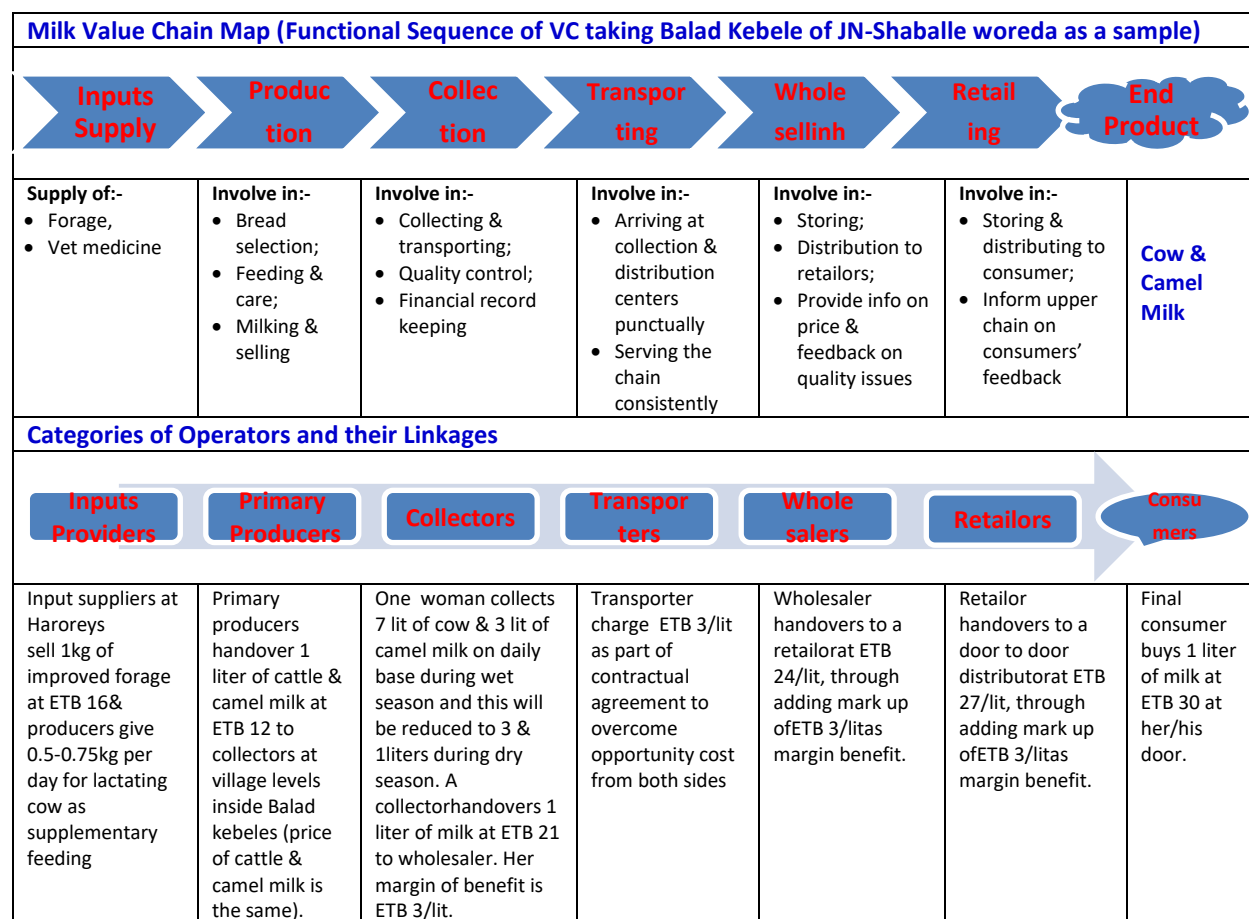 Milk Value Chain Map (Functional Sequence of VC taking Balad Kebele of JN-Shaballe woreda as a sample)
Inputs
Supply
Produc
tion
Collec
tion
Transpor
ting
Whole
sellinh
Retail
ing
End
Product
Supply of:-
• Forage,
• Vet medicine
Involve in:-
• Bread
selection;
• Feeding &
care;
• Milking &
selling
Involve in:-
• Collecting &
transporting;
• Quality control;
• Financial record
keeping
Involve in:-
• Arriving at
collection &
distribution
centers
punctually
• Serving the
chain
consistently
Involve in:-
• Storing;
• Distribution to
retailors;
• Provide info on
price &
feedback on
quality issues
Involve in:-
• Storing &
distributing to
consumer;
• Inform upper
chain on
consumers’
feedback
Cow &
Camel
Milk
Categories of Operators and their Linkages
Inputs
Providers
Primary
Producers
Collectors
Transpor
ters
Whole
salers
Retailors
Consu
mers
Input suppliers at
Haroreys
sell 1kg of
improved forage
at ETB 16&
producers give
0.5-0.75kg per
day for lactating
cow as
supplementary
feeding
Primary
producers
handover 1
liter of cattle &
camel milk at
ETB 12 to
collectors at
village levels
inside Balad
kebeles (price
of cattle &
camel milk is
the same).
One woman collects
7 lit of cow & 3 lit of
camel milk on daily
base during wet
season and this will
be reduced to 3 &
1liters during dry
season. A
collectorhandovers 1
liter of milk at ETB 21
to wholesaler. Her
margin of benefit is
ETB 3/lit.
Transporter
charge ETB 3/lit
as part of
contractual
agreement to
overcome
opportunity cost
from both sides
Wholesaler
handovers to a
retailorat ETB
24/lit, through
adding mark up
ofETB 3/litas
margin benefit.
Retailor
handovers to a
door to door
distributorat ETB
27/lit, through
adding mark up
ofETB 3/litas
margin benefit.
Final
consumer
buys 1 liter
of milk at
ETB 30 at
her/his
door.